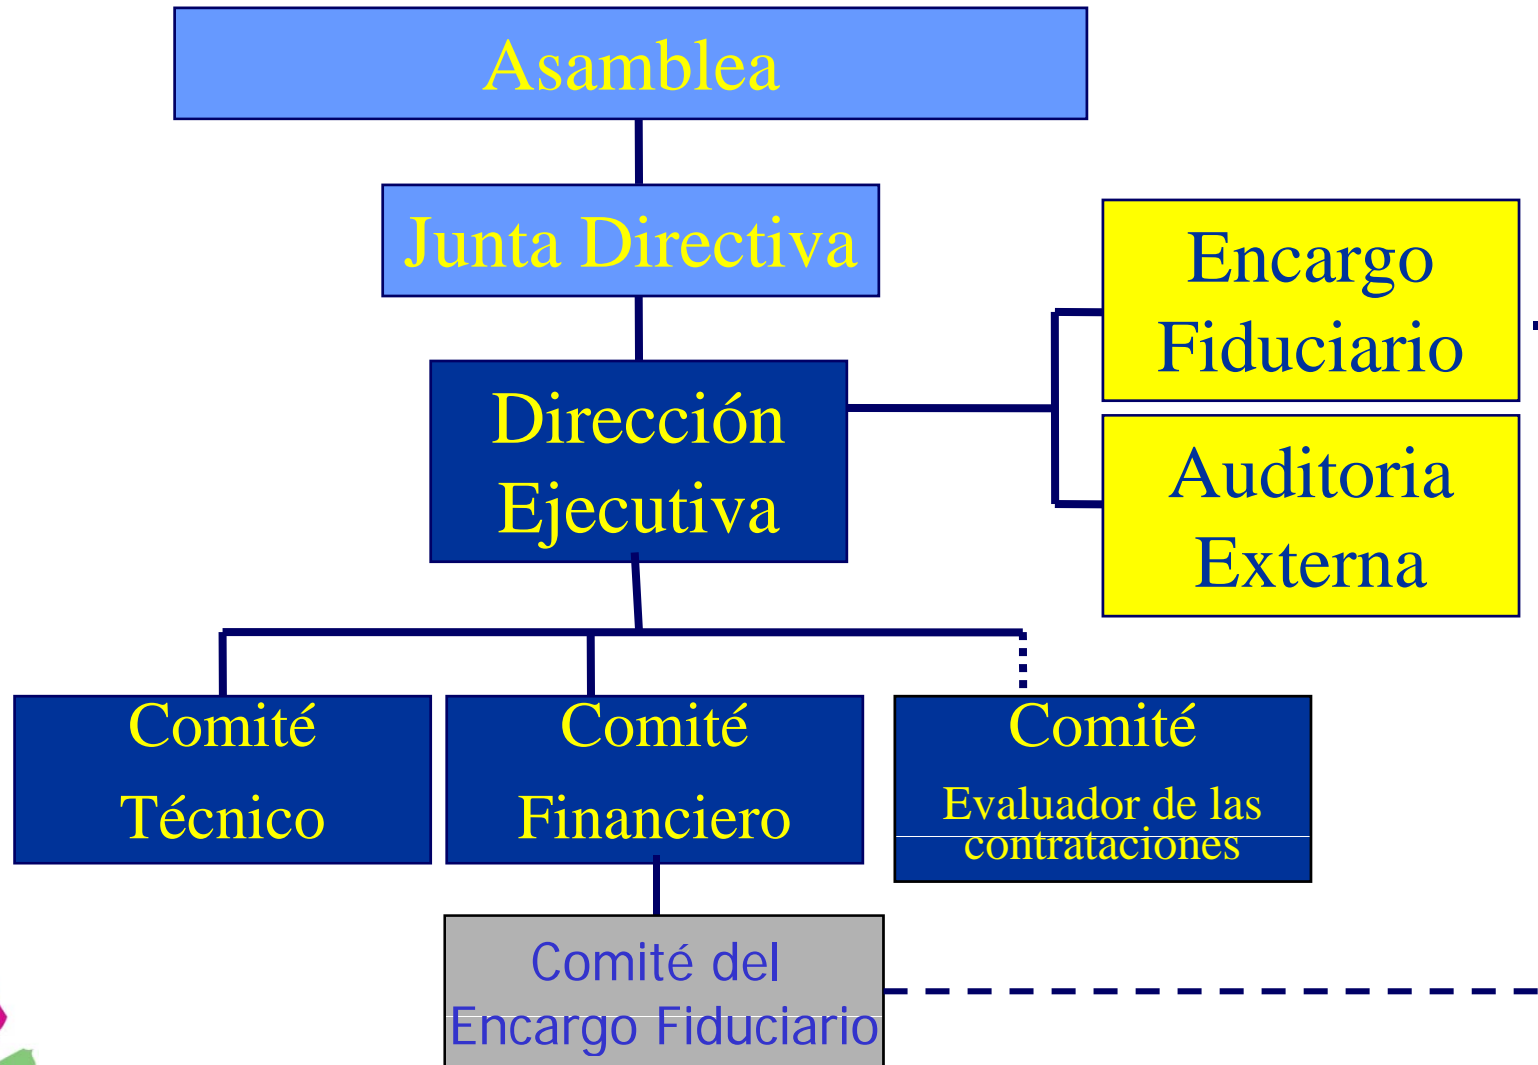 Asamblea
Junta Directiva
Encargo
Fiduciario
Dirección
Ejecutiva
Auditoria
Externa
Comité
Técnico
Comité
Financiero
Comité
Evaluador de las
contrataciones
Comité del
Encargo Fiduciario